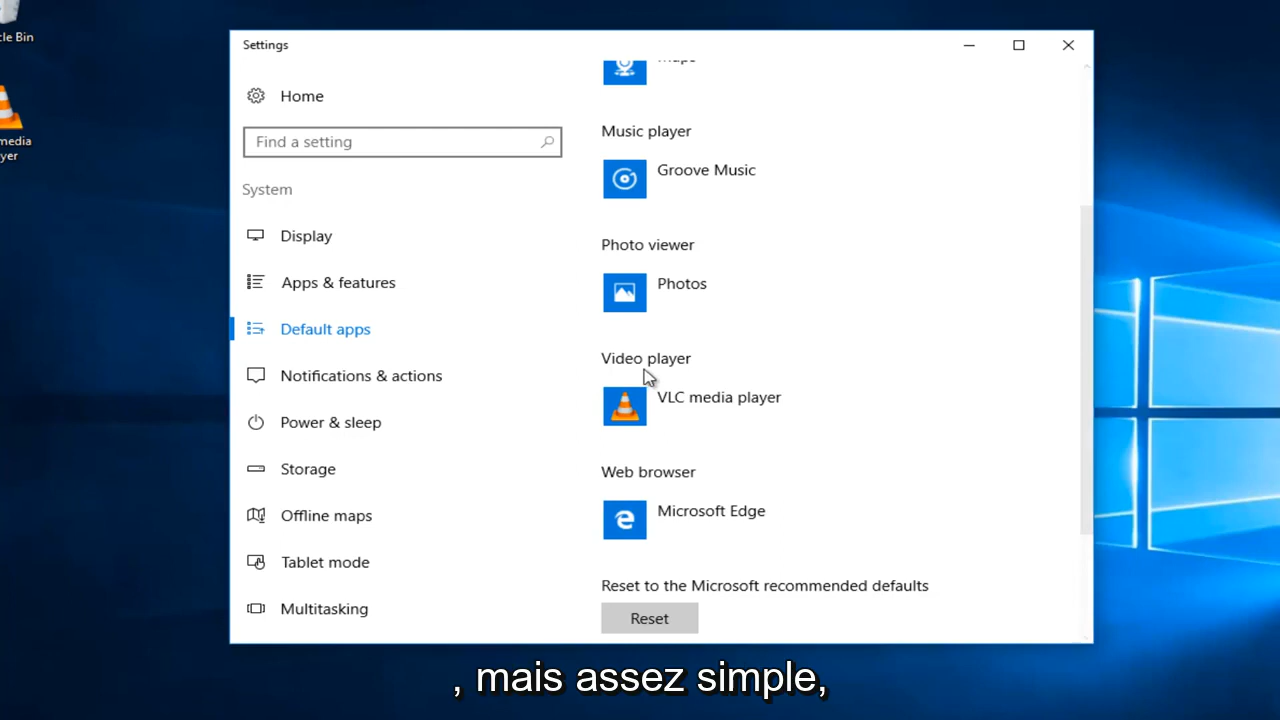 cle Bin
media
yer
Settings
Home
Find a setting
System
Display
Apps & features
Default apps
Notifications & actions
Power & sleep
Storage
Offline maps
Tablet mode
Multitasking
Music player
Groove Music
Photo viewer
Photos
Video player
VLC media player
Web browser
Microsoft Edge
Reset to the Microsoft recommended defaults
Reset
, mais assez simple,